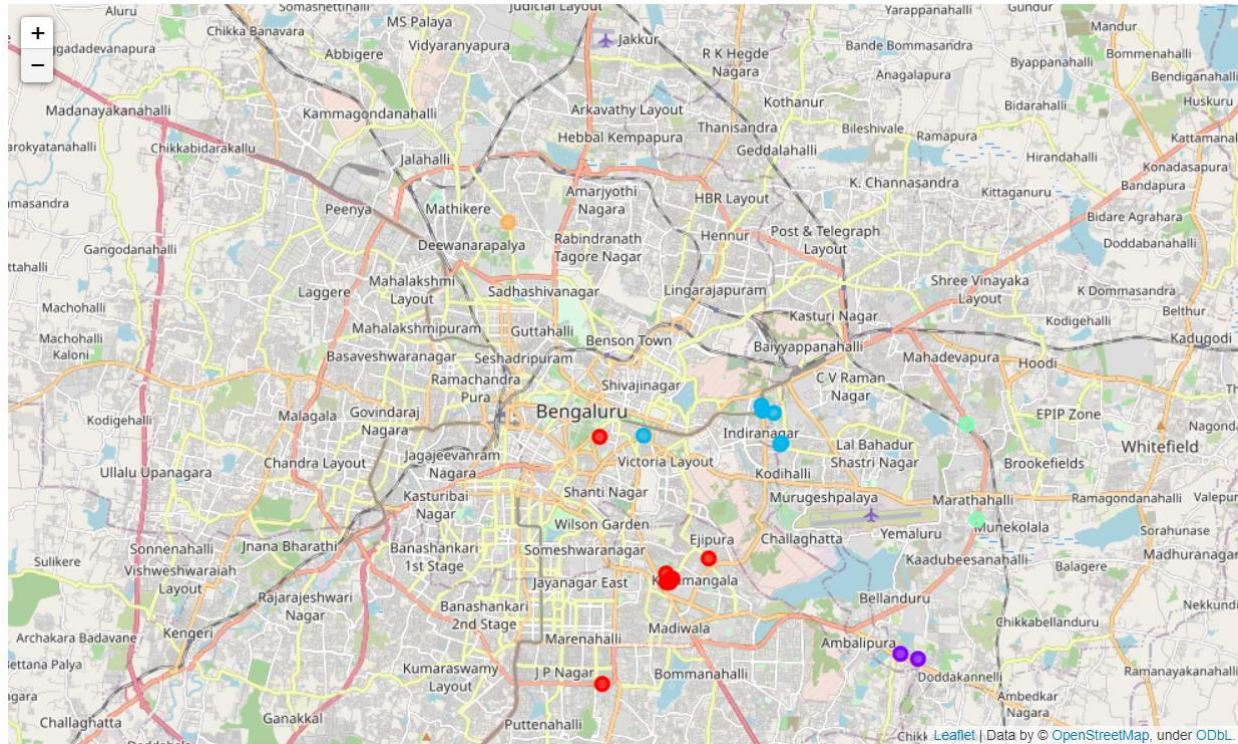 Aluru
Somashettihalli
Judicial Layout
Yarappanahalli
Gundur
+
−
Chikka Banavara
MS Palaya
Jakkur
Mandur
ggadadevanapura
Abbigere
Vidyaranyapura
R K Hegde
Nagara
Bande Bommasandra
Byappanahalli
Bommenahalli
Anagalapura
Bendiganahalli
Madanayakanahalli
Kammagondanahalli
Arkavathy Layout
Kothanur
Bidarahalli
Huskuru
arokyatanahalli
Chikkabidarakallu
Hebbal Kempapura
Thanisandra
Bileshivale
Ramapura
Kattamanal
Jalahalli
Geddalahalli
Hirandahalli
Konadasapura
masandra
Peenya
Mathikere
Amarjyothi
Nagara
HBR Layout
K. Channasandra
Kittaganuru
Bandapura
Gangodanahalli
Deewanarapalya
Rabindranath
Tagore Nagar
Hennur
Post & Telegraph
Layout
Bidare Agrahara
Doddabanahalli
ttahalli
Laggere
Mahalakshmi
Layout
Sadhashivanagar
Lingarajapuram
Shree Vinayaka
Layout
K Dommasandra
Machohalli
Mahalakshmipuram
Guttahalli
Benson Town
Kasturi Nagar
Kodigehalli
Belthur
Machohalli
Kaloni
Basaveshwaranagar
Seshadripuram
Baiyyappanahalli
Mahadevapura
Hoodi
Kadugodi
Ramachandra
Pura
Shivajinagar
C V Raman
Nagar
Kodigehalli
Malagala
Govindaraj
Nagara
Bengaluru
Indiranagar
EPIP Zone
Nagonda
Ullalu Upanagara
Chandra Layout
Jagajeevanram
Nagara
Victoria Layout
Kodihalli
Lal Bahadur
Shastri Nagar
Brookefields
Whitefield
Kasturibai
Nagar
Shanti Nagar
Murugeshpalaya
Marathahalli
Ramagondanahalli
Valepur
Sonnenahalli
Jnana Bharathi
Wilson Garden
Ejipura
Challaghatta
Yemaluru
Munekolala
Sorahunase
Sulikere
Vishweshwaraiah
Layout
Banashankari
1st Stage
Someshwaranagar
Kaadubeesanahalli
Balagere
Madhuranagar
Rajarajeshwari
Nagar
Jayanagar East
Bellanduru
Nekkundi
Archakara Badavane
Kengeri
Banashankari
2nd Stage
Marenahalli
Madiwala
Ambalipura
Chikkabellanduru
Bettana Palya
Kumaraswamy
Layout
J P Nagar
Bommanahalli
Doddakannelli
Ramanayakanahalli
gara
Challaghatta
Ganakkal
Puttenahalli
Ambedkar
Nagara
Chikk
Leaflet | Data by © OpenStreetMap, under ODbL.